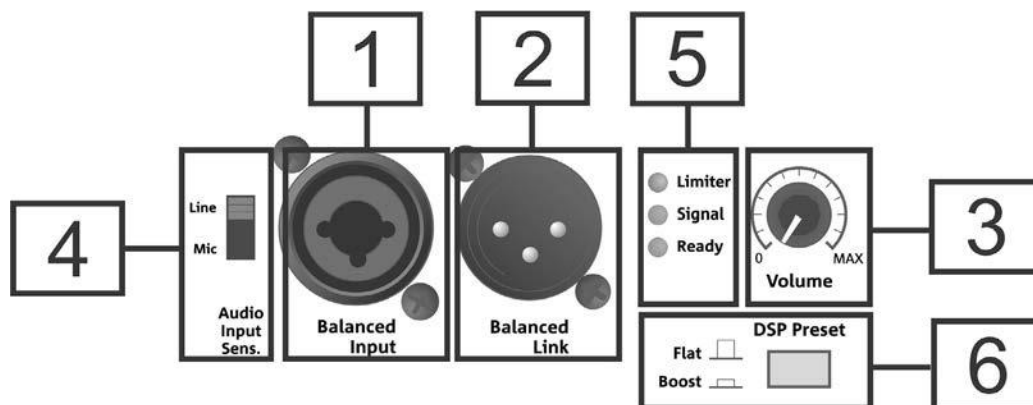 1
2
5
Line
Mic
Audio
Input
Sens.
Balanced
Input
Balanced
Link
Limiter
Signal
Ready
0
MAX
Volume
4
3
DSP Preset
Flat
Boost
6